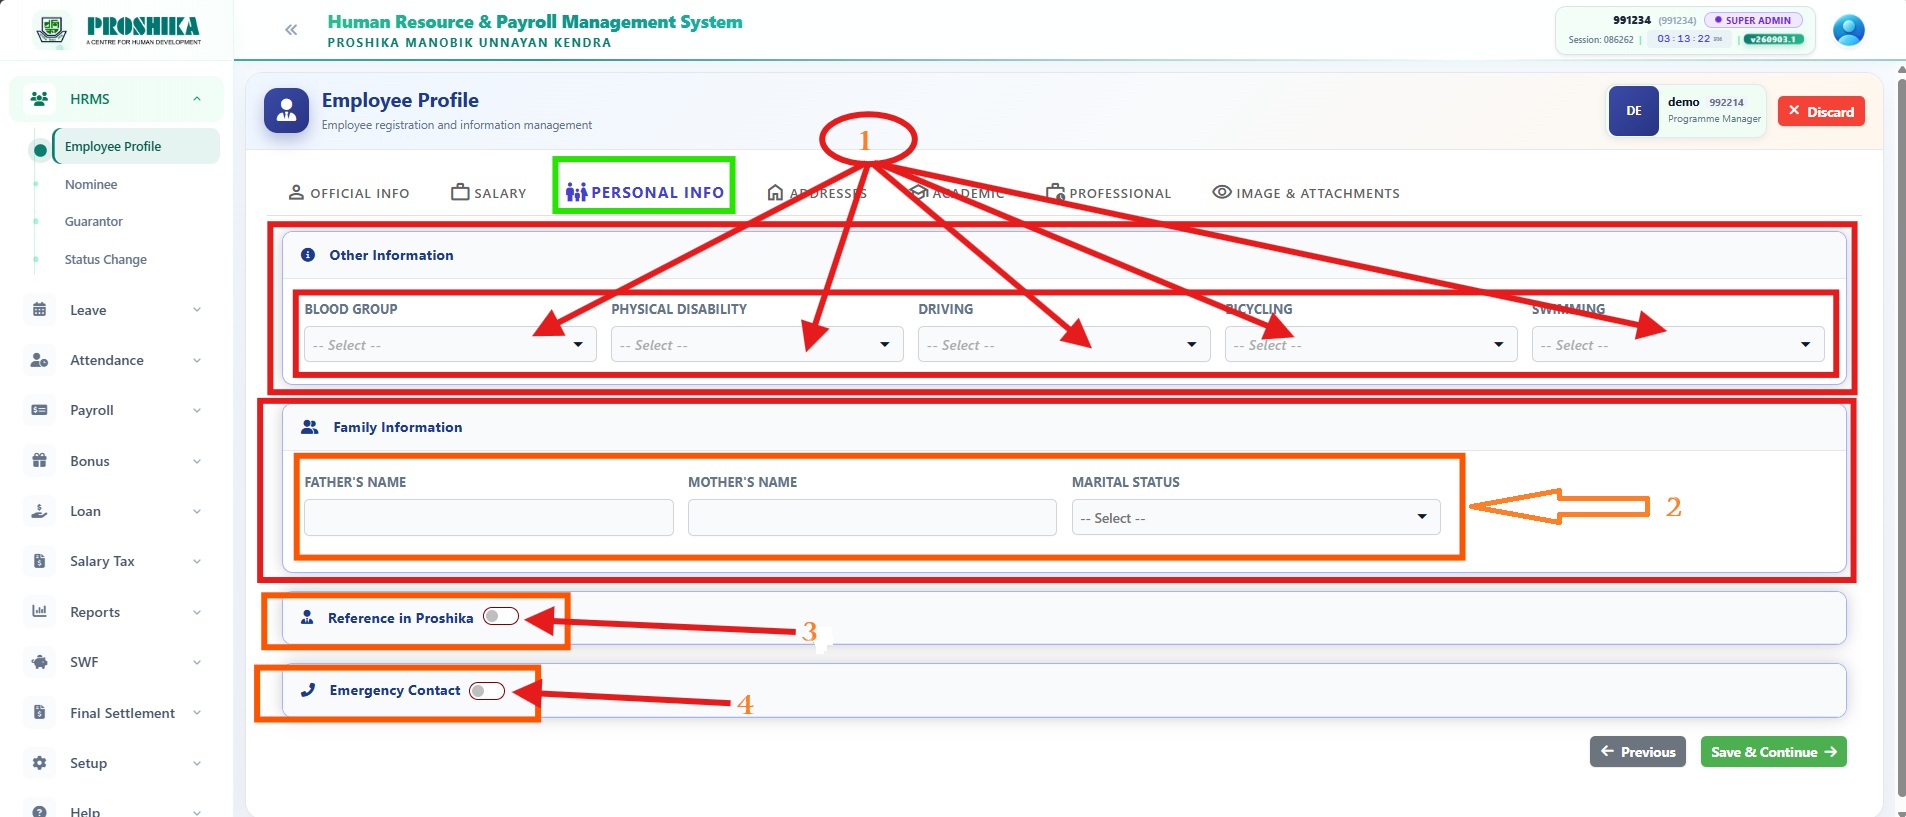 PROSHIKA
A CENTRE FOR HUMAN DEVELOPMENT
Human Resource & Payroll Management System
PROSHIKA MANOBIK UNNAYAN KENDRA
991234 (991234) SUPER ADMIN
Session: 086262 | 03:13:22 PM | v260903.1
HRMS
Employee Profile
Nominee
Guarantor
Status Change
Leave
Attendance
Payroll
Bonus
Loan
Salary Tax
Reports
SWF
Final Settlement
Setup
Help
Employee Profile
Employee registration and information management
DE
demo 992214
Programme Manager
Discard
1
OFFICIAL INFO SALARY PERSONAL INFO ADDRESSES ACADEMIC PROFESSIONAL IMAGE & ATTACHMENTS
Other Information
BLOOD GROUP PHYSICAL DISABILITY DRIVING BICYCLING SWIMMING
-- Select -- -- Select -- -- Select -- -- Select -- -- Select --
Family Information
FATHER'S NAME MOTHER'S NAME MARITAL STATUS
-- Select --
2
Reference in Proshika
3
Emergency Contact
4
Previous Save & Continue